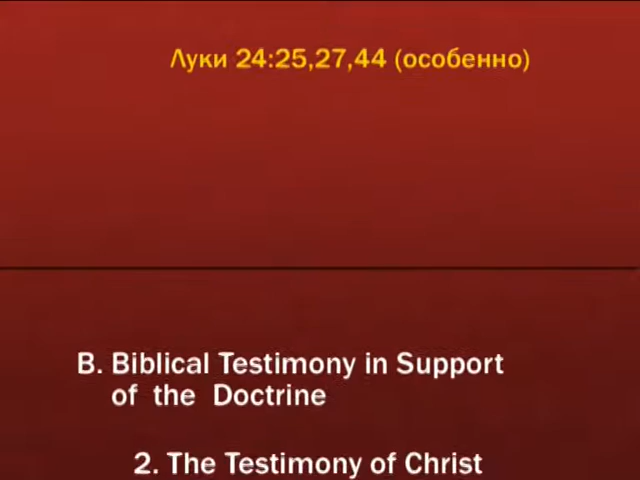 Луки 24:25,27,44 (особенно)
B. Biblical Testimony in Support
of the Doctrine
2. The Testimony of Christ